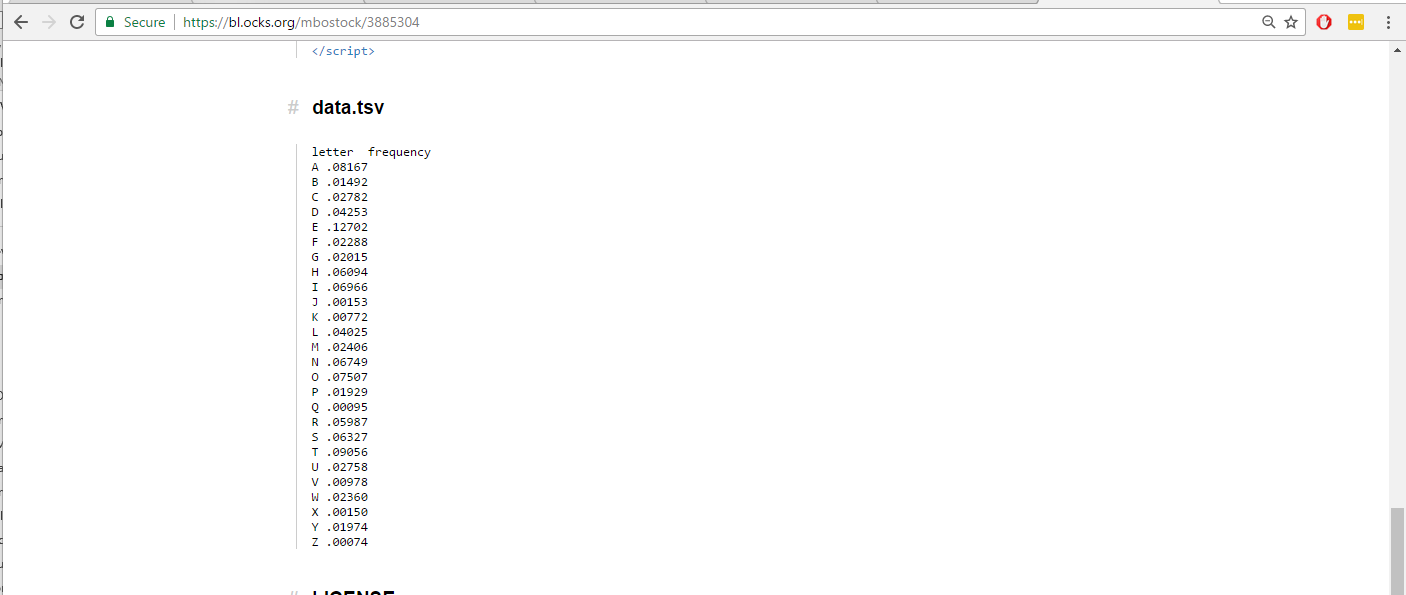 Secure
https://bl.ocks.org/mbostock/3885304
</script>
# data.tsv
letter frequency
A .08167
B .01492
C .02782
D .04253
E .12702
F .02288
G .02015
H .06094
I .06966
J .00153
K .00772
L .04025
M .02406
N .06749
O .07507
P .01929
Q .00095
R .05987
S .06327
T .09056
U .02758
V .00978
W .02360
X .00150
Y .01974
Z .00074
# LICENSE